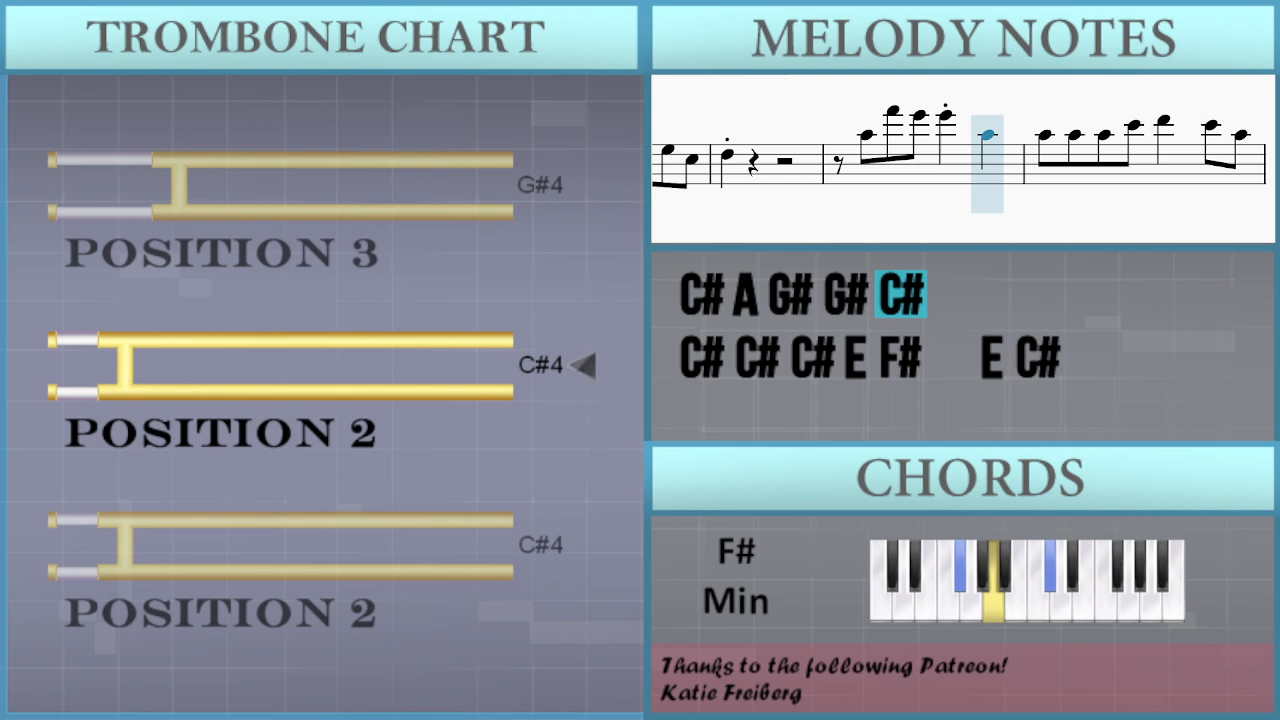 TROMBONE CHART
G#4
POSITION 3
C#4
POSITION 2
C#4
POSITION 2
MELODY NOTES
C# A G# G# C#
C# C# C# E F# E C#
CHORDS
F#
Min
Thanks to the following Patreon!
Katie Freiberg